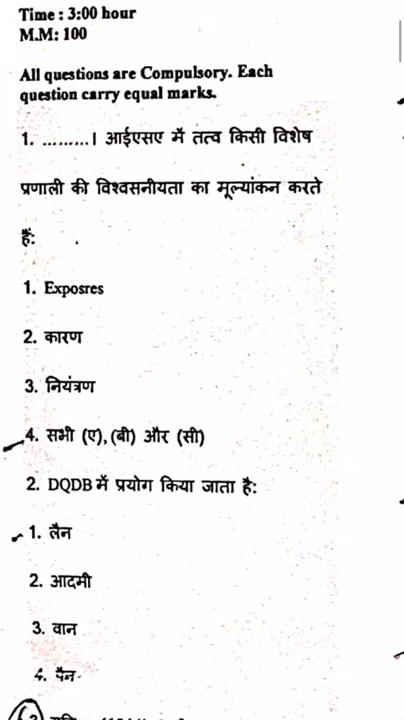 Time : 3:00 hour
M.M: 100
All questions are Compulsory. Each
question carry equal marks.
1. .........। आईएसए में तत्व किसी विशेष
प्रणाली की विश्वसनीयता का मूल्यांकन करते
हैं:
1. Exposres
2. कारण
3. नियंत्रण
4. सभी (ए), (बी) और (सी)
2. DQDB में प्रयोग किया जाता है:
1. लैन
2. आदमी
3. वान
4. पैन